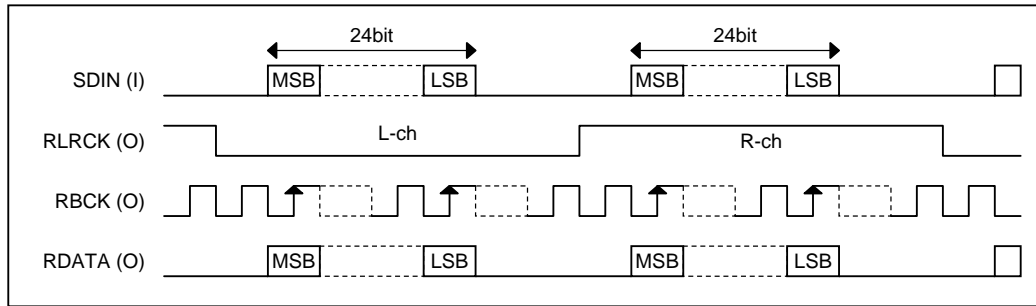 24bit 24bit
SDIN (I) MSB LSB MSB LSB
RLRCK (O) L-ch R-ch
RBCK (O)
RDATA (O) MSB LSB MSB LSB